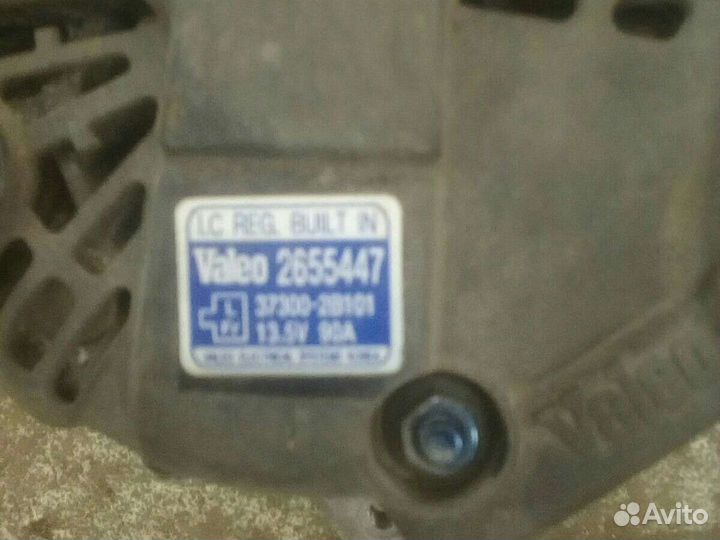 I.C REG. BUILT IN
Valeo 2655447
37300-2B101
L
13.5V 90A
Valeo
Avito